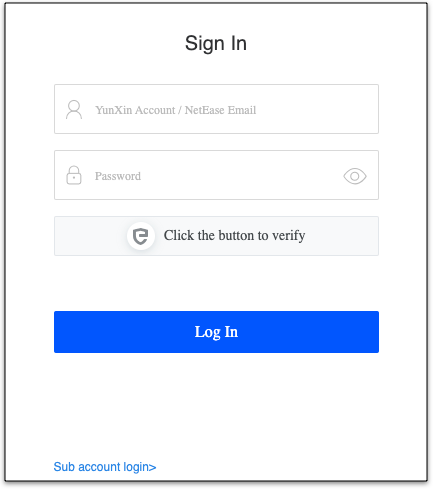 Sign In
YunXin Account / NetEase Email
Password
Click the button to verify
Log In
Sub account login>